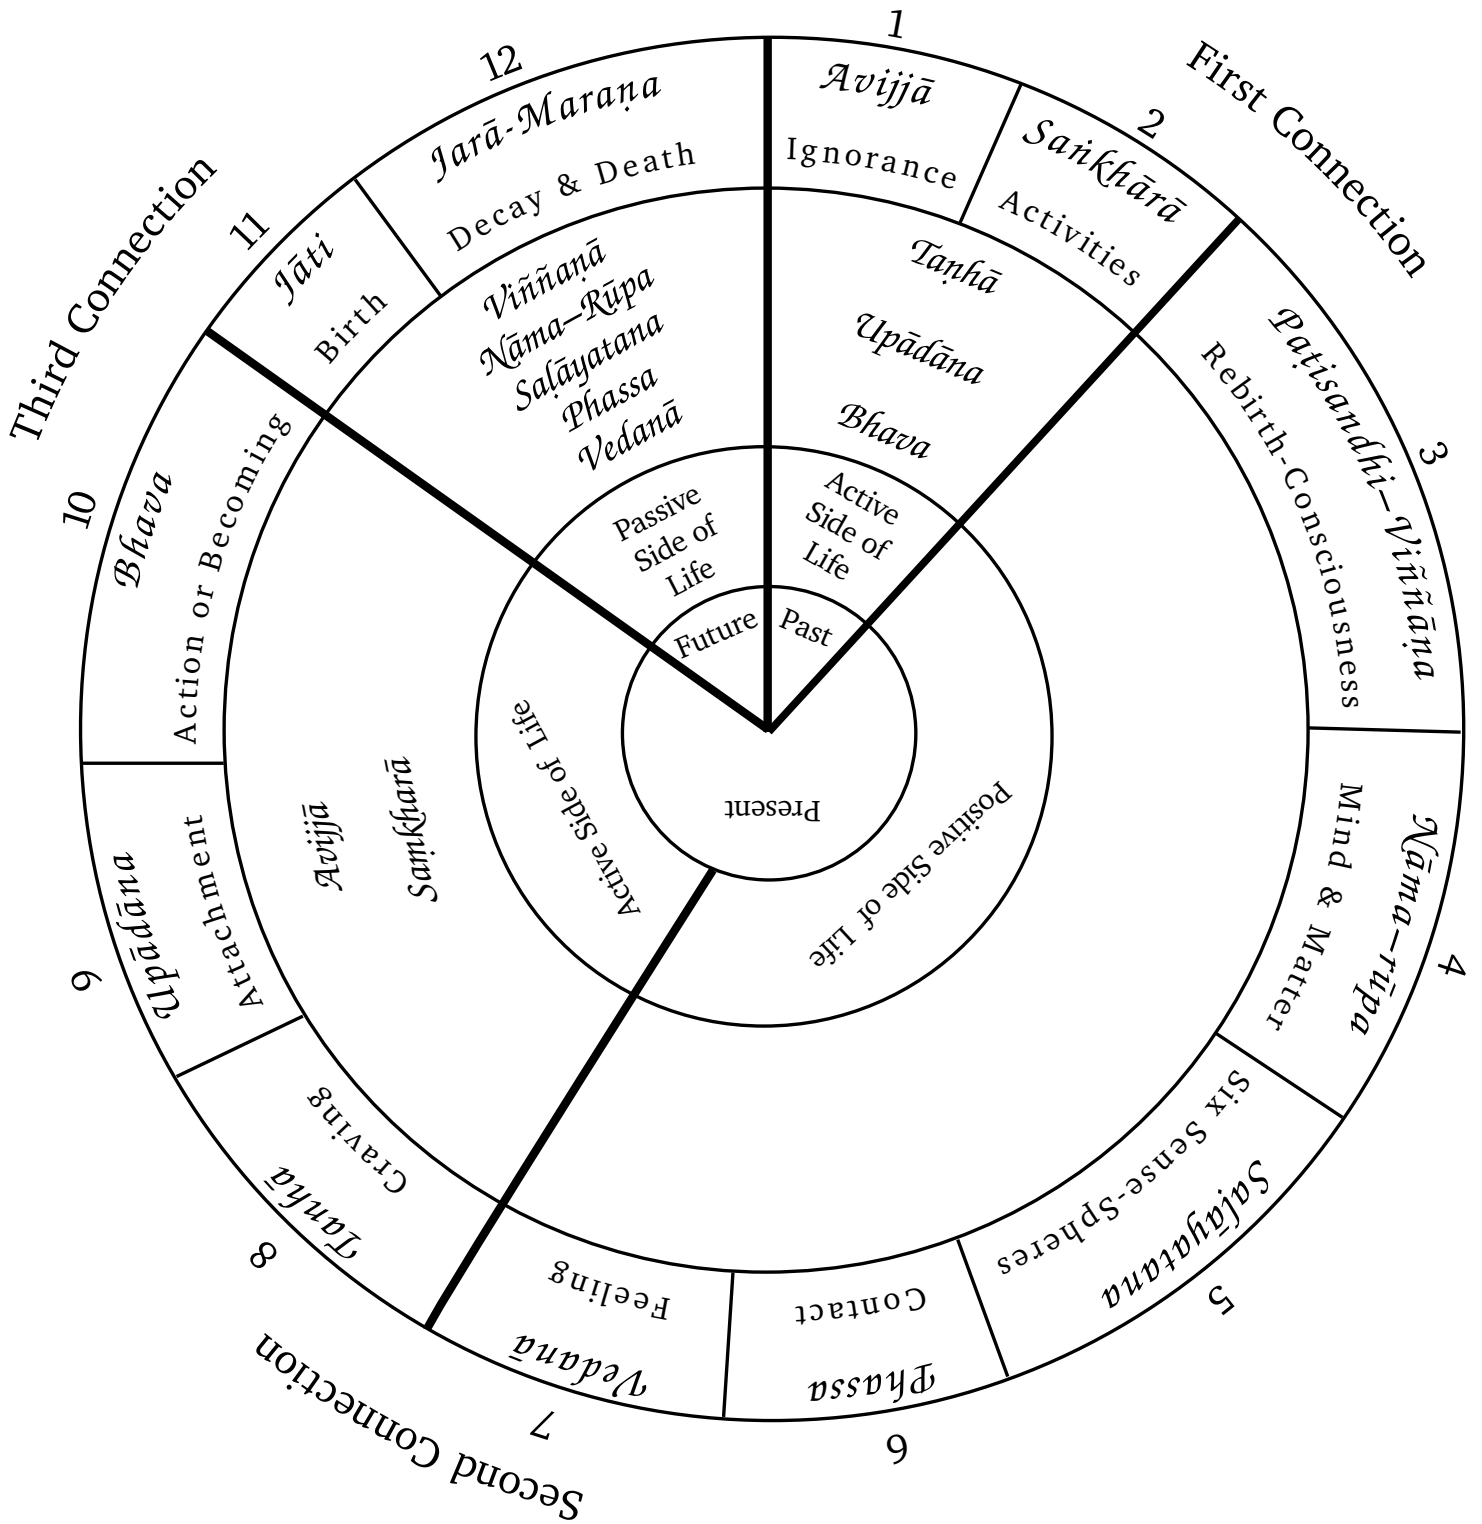 1
Avijjā
Ignorance
2
Saṅkhārā
Activities
First Connection
3
Paṭisandhi–Viññāṇa
Rebirth-Consciousness
4
Nāma–rūpa
Mind & Matter
5
Saḷāyatana
Six Sense-Spheres
6
Phassa
Contact
7
Vedanā
Feeling
Second Connection
8
Tanhā
Craving
9
Upādāna
Attachment
10
Bhava
Action or Becoming
Third Connection
11
Jāti
Birth
12
Jarā-Maraṇa
Decay & Death
Taṇhā
Upādāna
Bhava
Active
Side of
Life
Past
Viññaṇā
Nāma–Rūpa
Saḷāyatana
Phassa
Vedanā
Passive
Side of
Life
Future
Avijjā
Saṁkharā
Active Side of Life
Positive Side of Life
Present